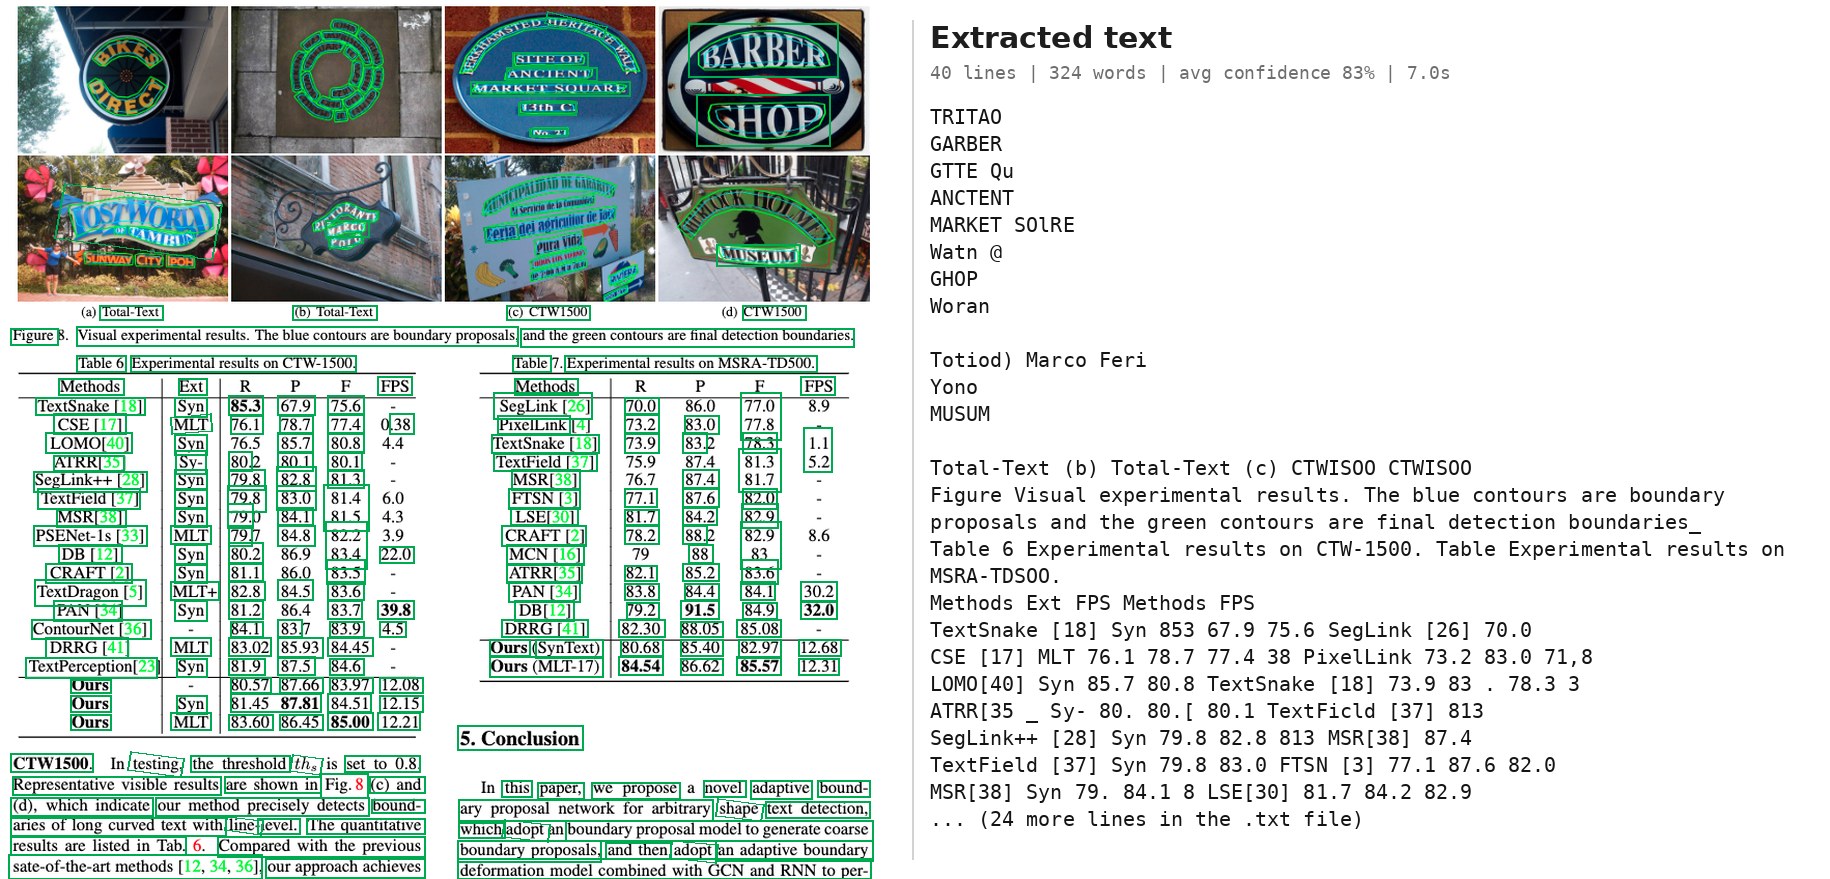 BIKES
DIRECT
BERKHAMSTED HERITAGE WALK
SITE OF
ANCIENT
MARKET SQUARE
13th C.
No. 21
BARBER
SHOP
LOST WORLD
OF TAMBUN
SUNWAY CITY IPOH
RISTORANTE
MARCO
POLO
MUNICIPALIDAD DE GARABITO
Al Servicio de la Comunidad
Feria del agricultor de Jacó
Pura Vida
SHERLOCK HOLMES
MUSEUM
(a) Total-Text (b) Total-Text (c) CTW1500 (d) CTW1500
Figure 8. Visual experimental results. The blue contours are boundary proposals, and the green contours are final detection boundaries.
Table 6 Experimental results on CTW-1500.
Methods Ext R P F FPS
TextSnake [18] Syn 85.3 67.9 75.6 -
CSE [17] MLT 76.1 78.7 77.4 0.38
LOMO[40] Syn 76.5 85.7 80.8 4.4
ATRR[35] Sy- 80.2 80.1 80.1 -
SegLink++ [28] Syn 79.8 82.8 81.3 -
TextField [37] Syn 79.8 83.0 81.4 6.0
MSR[38] Syn 79.0 84.1 81.5 4.3
PSENet-1s [33] MLT 79.7 84.8 82.2 3.9
DB [12] Syn 80.2 86.9 83.4 22.0
CRAFT [2] Syn 81.1 86.0 83.5 -
TextDragon [5] MLT+ 82.8 84.5 83.6 -
PAN [34] Syn 81.2 86.4 83.7 39.8
ContourNet [36] - 84.1 83.7 83.9 4.5
DRRG [41] MLT 83.02 85.93 84.45 -
TextPerception[23] Syn 81.9 87.5 84.6 -
Ours - 80.57 87.66 83.97 12.08
Ours Syn 81.45 87.81 84.51 12.15
Ours MLT 83.60 86.45 85.00 12.21
CTW1500. In testing, the threshold ths is set to 0.8.
Representative visible results are shown in Fig. 8 (c) and
(d), which indicate our method precisely detects bound-
aries of long curved text with line-level. The quantitative
results are listed in Tab. 6. Compared with the previous
sate-of-the-art methods [12, 34, 36], our approach achieves
Table 7. Experimental results on MSRA-TD500.
Methods R P F FPS
SegLink [26] 70.0 86.0 77.0 8.9
PixelLink [4] 73.2 83.0 77.8 -
TextSnake [18] 73.9 83.2 78.3 1.1
TextField [37] 75.9 87.4 81.3 5.2
MSR[38] 76.7 87.4 81.7 -
FTSN [3] 77.1 87.6 82.0 -
LSE[30] 81.7 84.2 82.9 -
CRAFT [2] 78.2 88.2 82.9 8.6
MCN [16] 79 88 83 -
ATRR[35] 82.1 85.2 83.6 -
PAN [34] 83.8 84.4 84.1 30.2
DB[12] 79.2 91.5 84.9 32.0
DRRG [41] 82.30 88.05 85.08 -
Ours (SynText) 80.68 85.40 82.97 12.68
Ours (MLT-17) 84.54 86.62 85.57 12.31
5. Conclusion
In this paper, we propose a novel adaptive bound-
ary proposal network for arbitrary shape text detection,
which adopt an boundary proposal model to generate coarse
boundary proposals, and then adopt an adaptive boundary
deformation model combined with GCN and RNN to per-
Extracted text
40 lines | 324 words | avg confidence 83% | 7.0s
TRITAO
GARBER
GTTE Qu
ANCTENT
MARKET SOlRE
Watn @
GHOP
Woran
Totiod) Marco Feri
Yono
MUSUM
Total-Text (b) Total-Text (c) CTWISOO CTWISOO
Figure Visual experimental results. The blue contours are boundary
proposals and the green contours are final detection boundaries_
Table 6 Experimental results on CTW-1500. Table Experimental results on
MSRA-TDSOO.
Methods Ext FPS Methods FPS
TextSnake [18] Syn 853 67.9 75.6 SegLink [26] 70.0
CSE [17] MLT 76.1 78.7 77.4 38 PixelLink 73.2 83.0 71,8
LOMO[40] Syn 85.7 80.8 TextSnake [18] 73.9 83 . 78.3 3
ATRR[35 _ Sy- 80. 80.[ 80.1 TextFicld [37] 813
SegLink++ [28] Syn 79.8 82.8 813 MSR[38] 87.4
TextField [37] Syn 79.8 83.0 FTSN [3] 77.1 87.6 82.0
MSR[38] Syn 79. 84.1 8 LSE[30] 81.7 84.2 82.9
... (24 more lines in the .txt file)